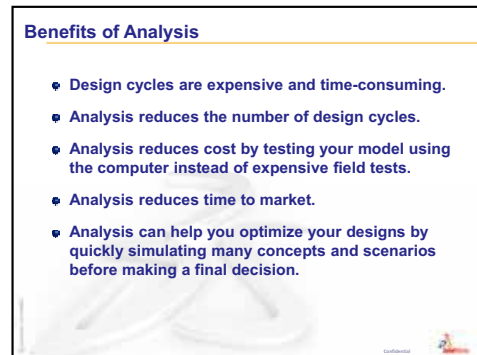 Benefits of Analysis
Design cycles are expensive and time-consuming.
Analysis reduces the number of design cycles.
Analysis reduces cost by testing your model using
the computer instead of expensive field tests.
Analysis reduces time to market.
Analysis can help you optimize your designs by
quickly simulating many concepts and scenarios
before making a final decision.
Confidential